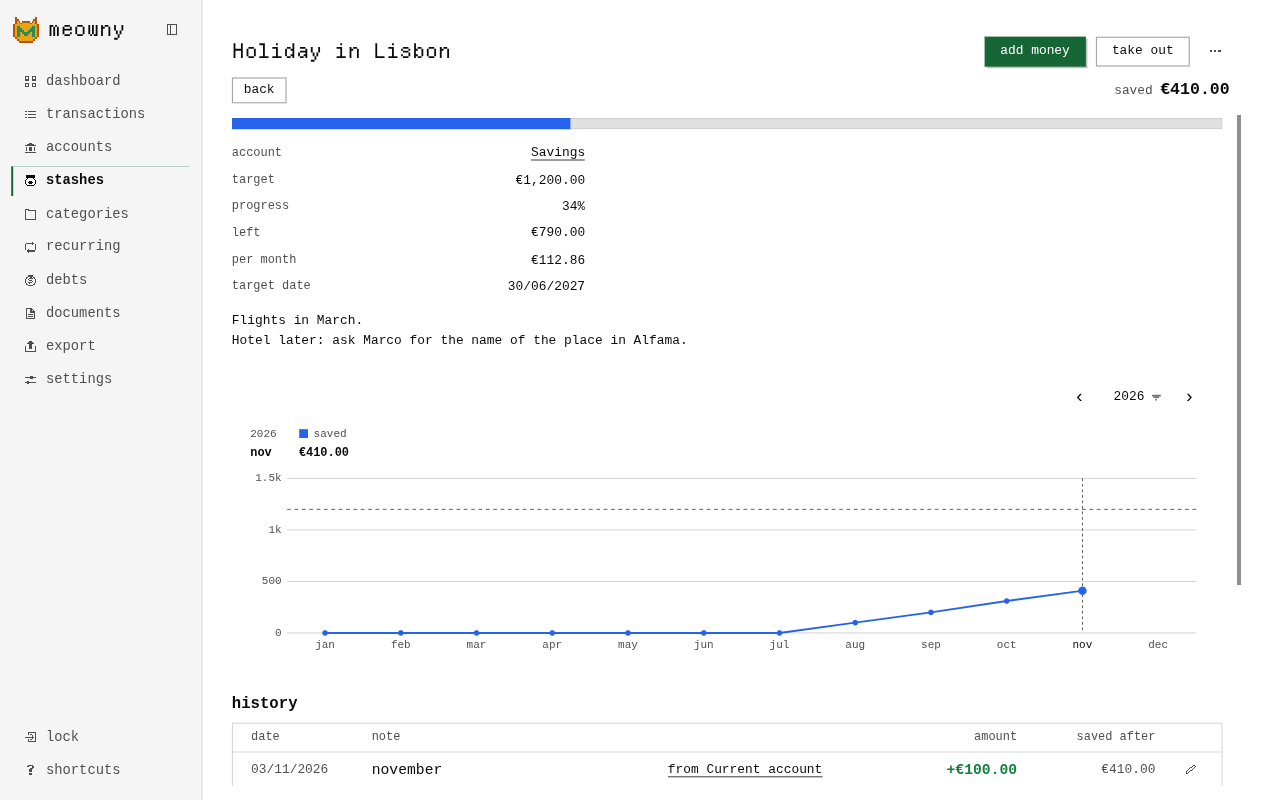 meowny
dashboard
transactions
accounts
stashes
categories
recurring
debts
documents
export
settings
lock
shortcuts
Holiday in Lisbon
add money
take out
...
back
saved €410.00
account Savings
target €1,200.00
progress 34%
left €790.00
per month €112.86
target date 30/06/2027
Flights in March.
Hotel later: ask Marco for the name of the place in Alfama.
‹ 2026 ›
2026 saved
nov €410.00
1.5k
1k
500
0
jan feb mar apr may jun jul aug sep oct nov dec
history
date note amount saved after
03/11/2026 november from Current account +€100.00 €410.00